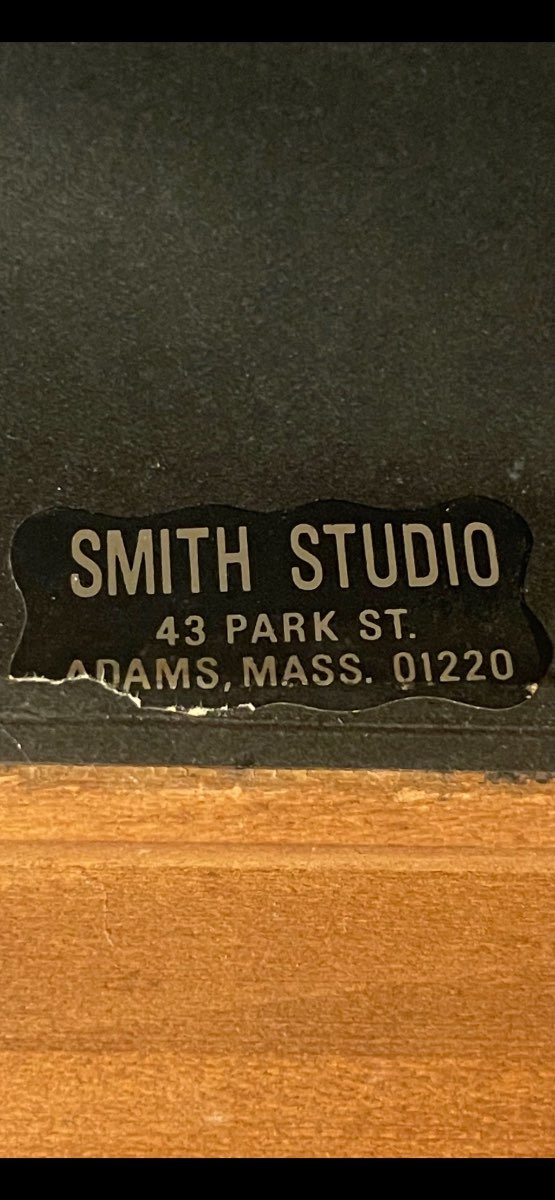 SMITH STUDIO
43 PARK ST.
ADAMS, MASS. 01220